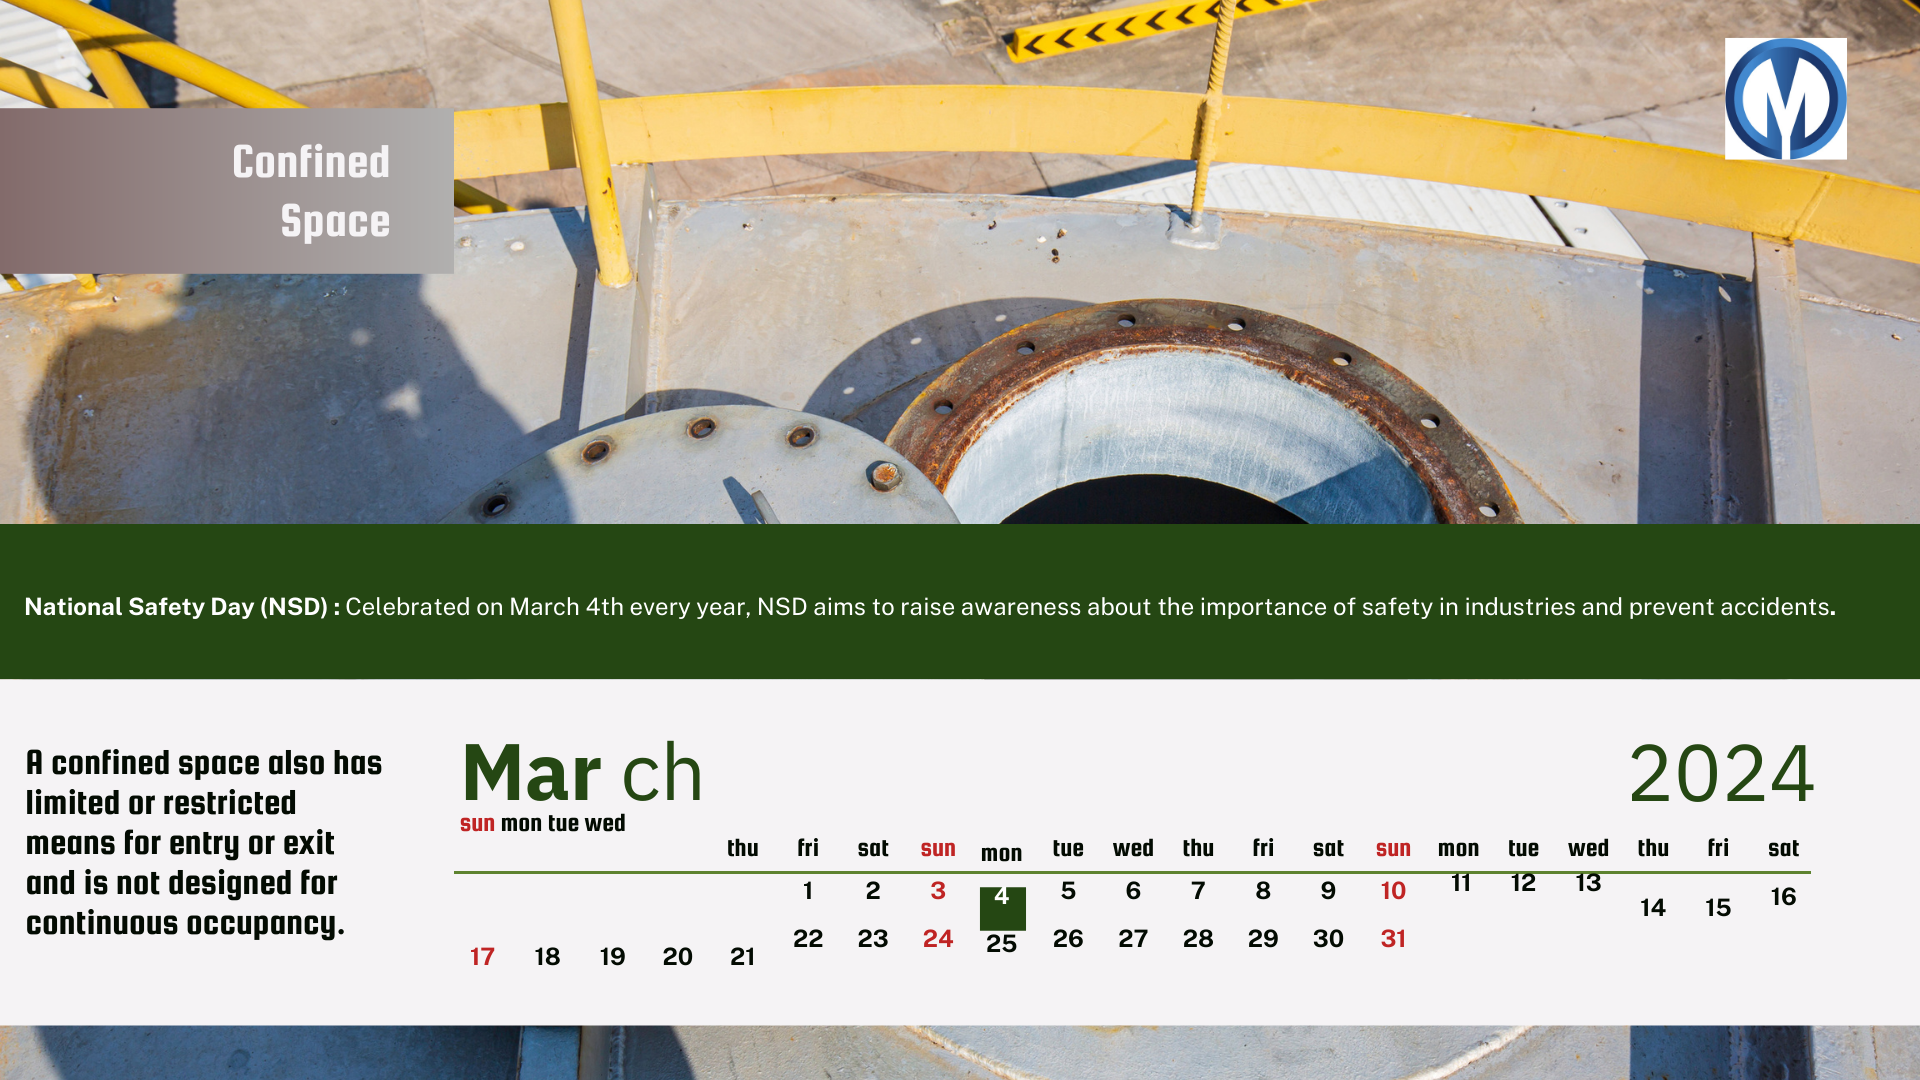 Confined
Space
National Safety Day (NSD) : Celebrated on March 4th every year, NSD aims to raise awareness about the importance of safety in industries and prevent accidents.
A confined space also has
limited or restricted
means for entry or exit
and is not designed for
continuous occupancy.
Mar ch 2024
sun mon tue wed
thu fri sat sun mon tue wed thu fri sat sun mon tue wed thu fri sat
1 2 3 4 5 6 7 8 9 10 11 12 13 14 15 16
17 18 19 20 21 22 23 24 25 26 27 28 29 30 31